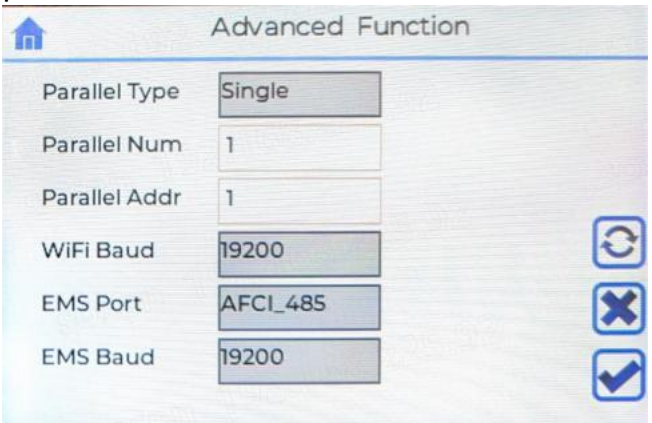 Advanced Function
Parallel Type Single
Parallel Num 1
Parallel Addr 1
WiFi Baud 19200
EMS Port AFCI_485
EMS Baud 19200